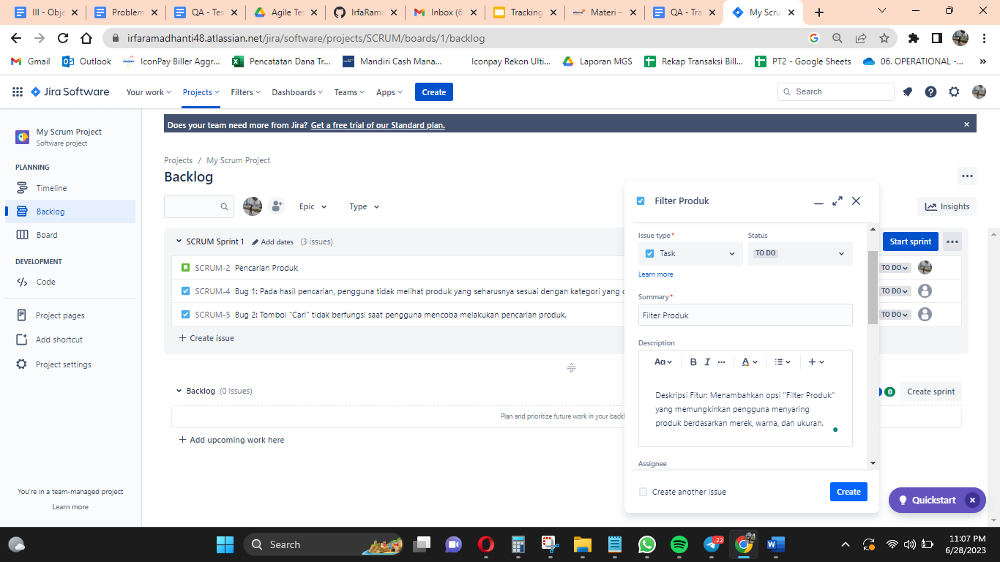 III - Obje
Problem
QA - Tes
Agile Tes
IrfaRama
Inbox (6
Tracking
Materi –
QA - Tra
My Scru
irfaramadhanti48.atlassian.net/jira/software/projects/SCRUM/boards/1/backlog
Gmail
Outlook
IconPay Biller Aggr...
Pencatatan Dana Tr...
Mandiri Cash Mana...
Iconpay Rekon Ulti...
Laporan MGS
Rekap Transaksi Bill...
PT2 - Google Sheets
06. OPERATIONAL -...
Jira Software
Your work
Projects
Filters
Dashboards
Teams
Apps
Create
Search
Does your team need more from Jira? Get a free trial of our Standard plan.
My Scrum Project
Software project
PLANNING
Timeline
Backlog
Board
DEVELOPMENT
Code
Project pages
Add shortcut
Project settings
You're in a team-managed project
Learn more
Projects / My Scrum Project
Backlog
Epic
Type
Insights
SCRUM Sprint 1 Add dates (3 issues)
Start sprint
SCRUM-2 Pencarian Produk
TO DO
SCRUM-4 Bug 1: Pada hasil pencarian, pengguna tidak melihat produk yang seharusnya sesuai dengan kategori yang
TO DO
SCRUM-5 Bug 2: Tombol "Cari" tidak berfungsi saat pengguna mencoba melakukan pencarian produk.
TO DO
+ Create issue
Backlog (0 issues)
0
Create sprint
Plan and prioritize future work in your backl
+ Add upcoming work here
Filter Produk
Issue type*
Status
Task
TO DO
Learn more
Summary*
Filter Produk
Description
Aa
B I
A
Deskripsi Fitur: Menambahkan opsi "Filter Produk"
yang memungkinkan pengguna menyaring
produk berdasarkan merek, warna, dan ukuran.
Assignee
Create another issue
Create
Quickstart
Search
22
11:07 PM
6/28/2023